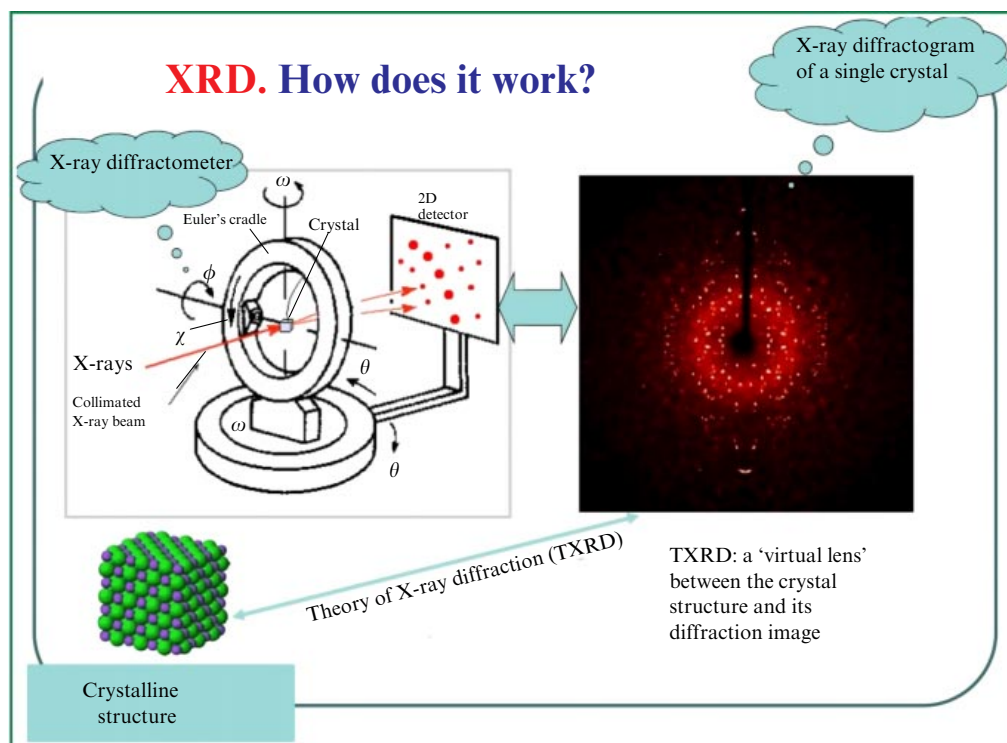 XRD. How does it work?
X-ray diffractogram
of a single crystal
X-ray diffractometer
ω
Euler's cradle
Crystal
2D
detector
ϕ
χ
X-rays
θ
Collimated
X-ray beam
ω
θ
Theory of X-ray diffraction (TXRD)
TXRD: a ‘virtual lens’
between the crystal
structure and its
diffraction image
Crystalline
structure